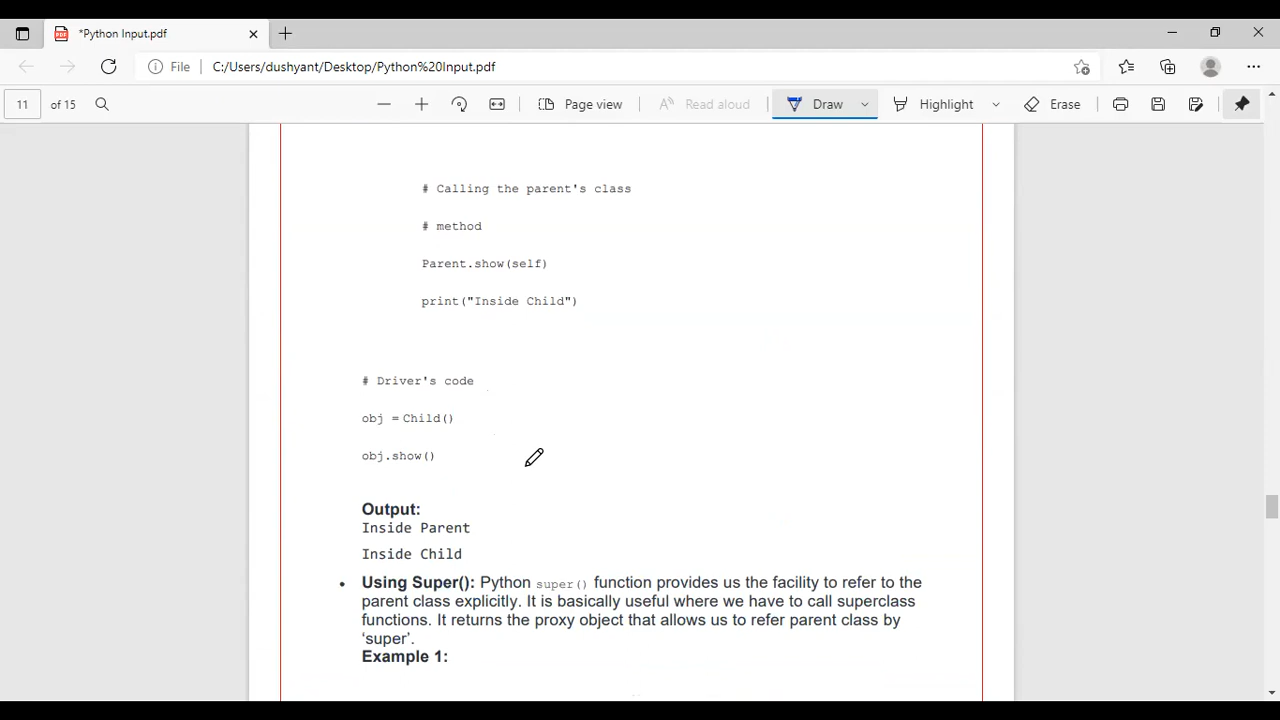 *Python Input.pdf
File
C:/Users/dushyant/Desktop/Python%20Input.pdf
11 of 15
Page view
Read aloud
Draw
Highlight
Erase
# Calling the parent's class
# method
Parent.show(self)
print("Inside Child")
# Driver's code
obj = Child()
obj.show()
Output:
Inside Parent
Inside Child
• Using Super(): Python super() function provides us the facility to refer to the
parent class explicitly. It is basically useful where we have to call superclass
functions. It returns the proxy object that allows us to refer parent class by
‘super’.
Example 1: